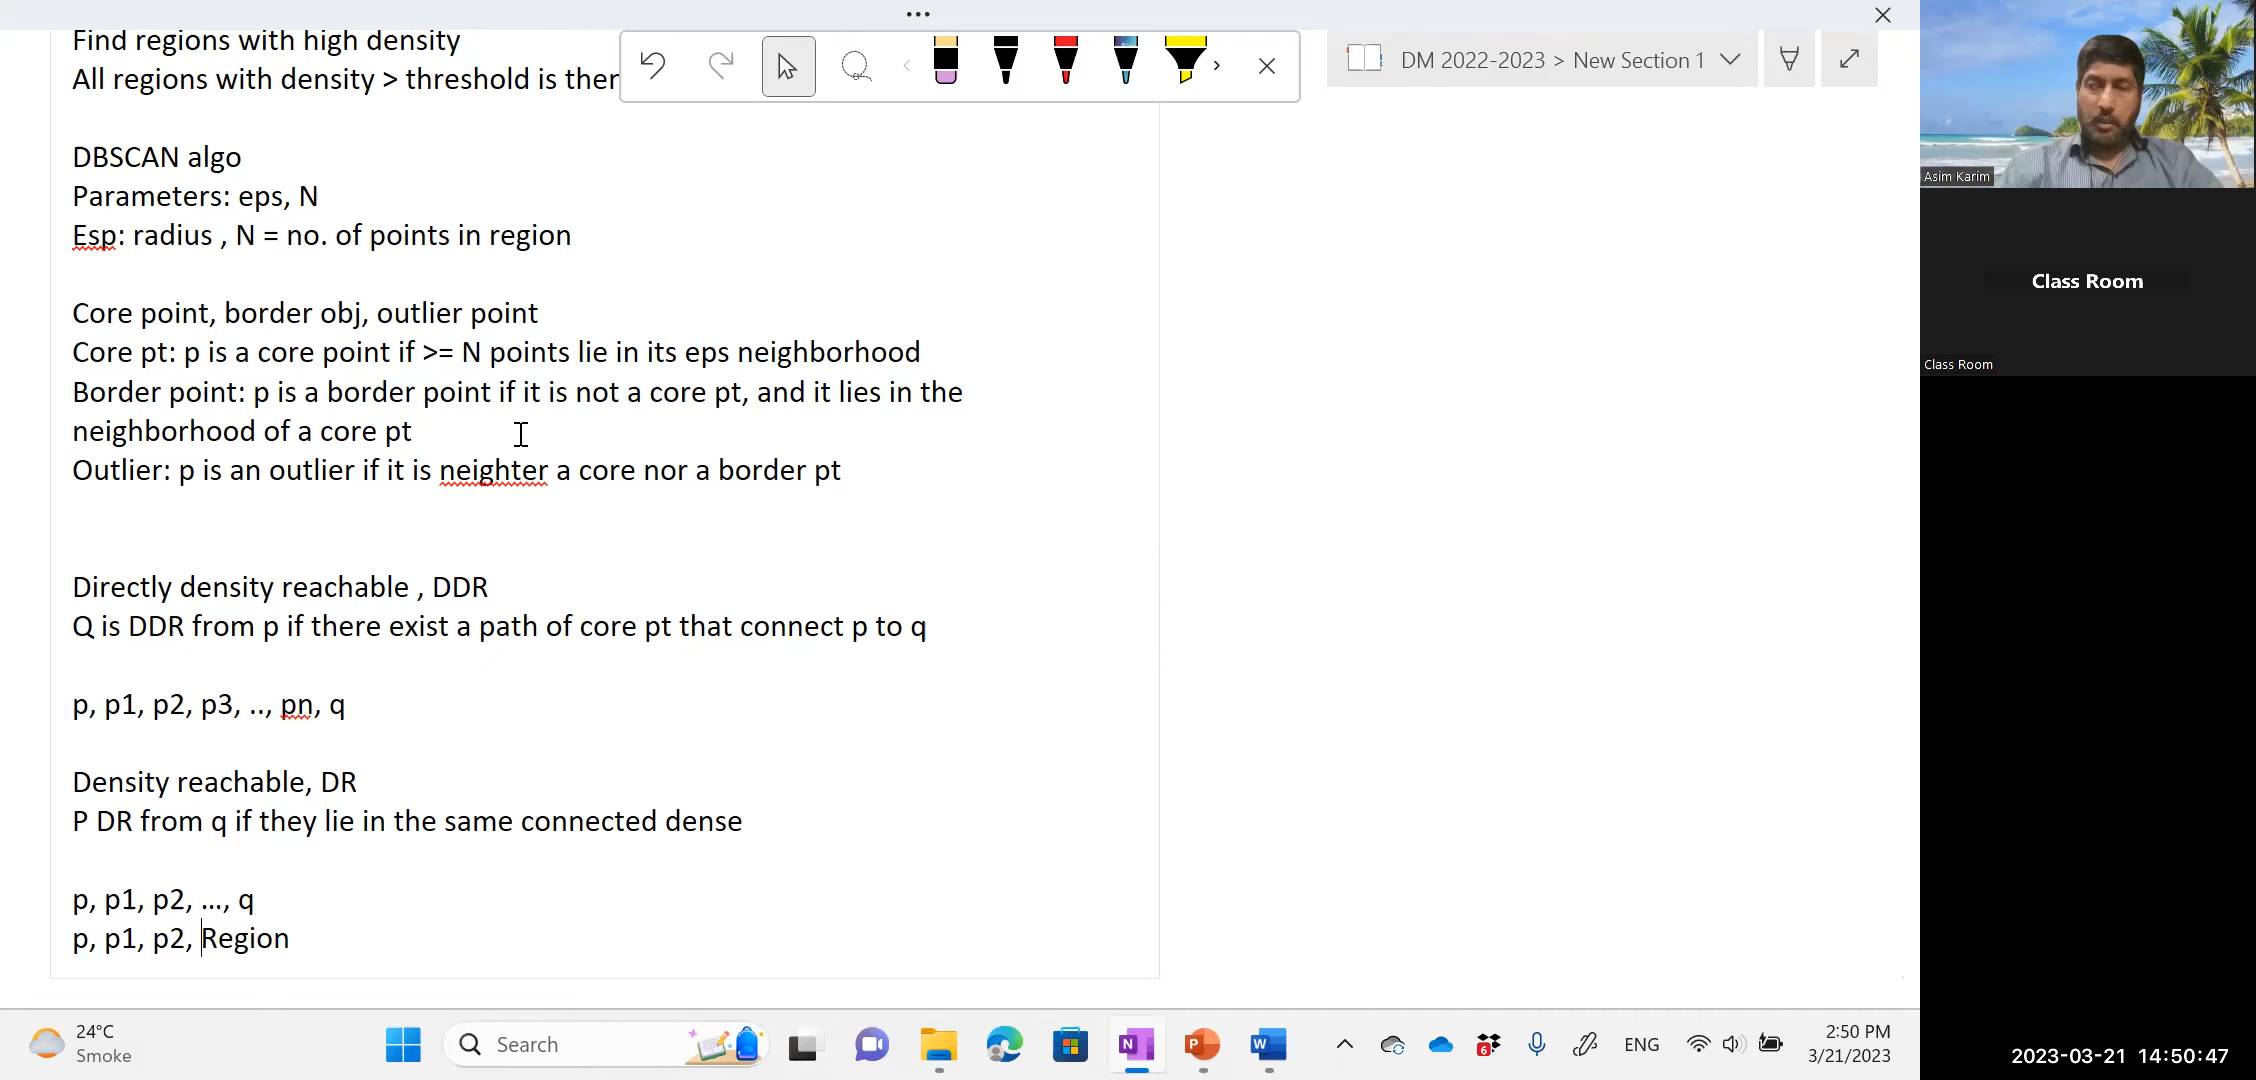 Find regions with high density
All regions with density > threshold is ther
DM 2022-2023 > New Section 1
DBSCAN algo
Parameters: eps, N
Esp: radius , N = no. of points in region
Core point, border obj, outlier point
Core pt: p is a core point if >= N points lie in its eps neighborhood
Border point: p is a border point if it is not a core pt, and it lies in the
neighborhood of a core pt
Outlier: p is an outlier if it is neighter a core nor a border pt
Directly density reachable , DDR
Q is DDR from p if there exist a path of core pt that connect p to q
p, p1, p2, p3, .., pn, q
Density reachable, DR
P DR from q if they lie in the same connected dense
p, p1, p2, ..., q
p, p1, p2, Region
Asim Karim
Class Room
Class Room
24°C
Smoke
Search
N
P
W
6
ENG
2:50 PM
3/21/2023
2023-03-21 14:50:47